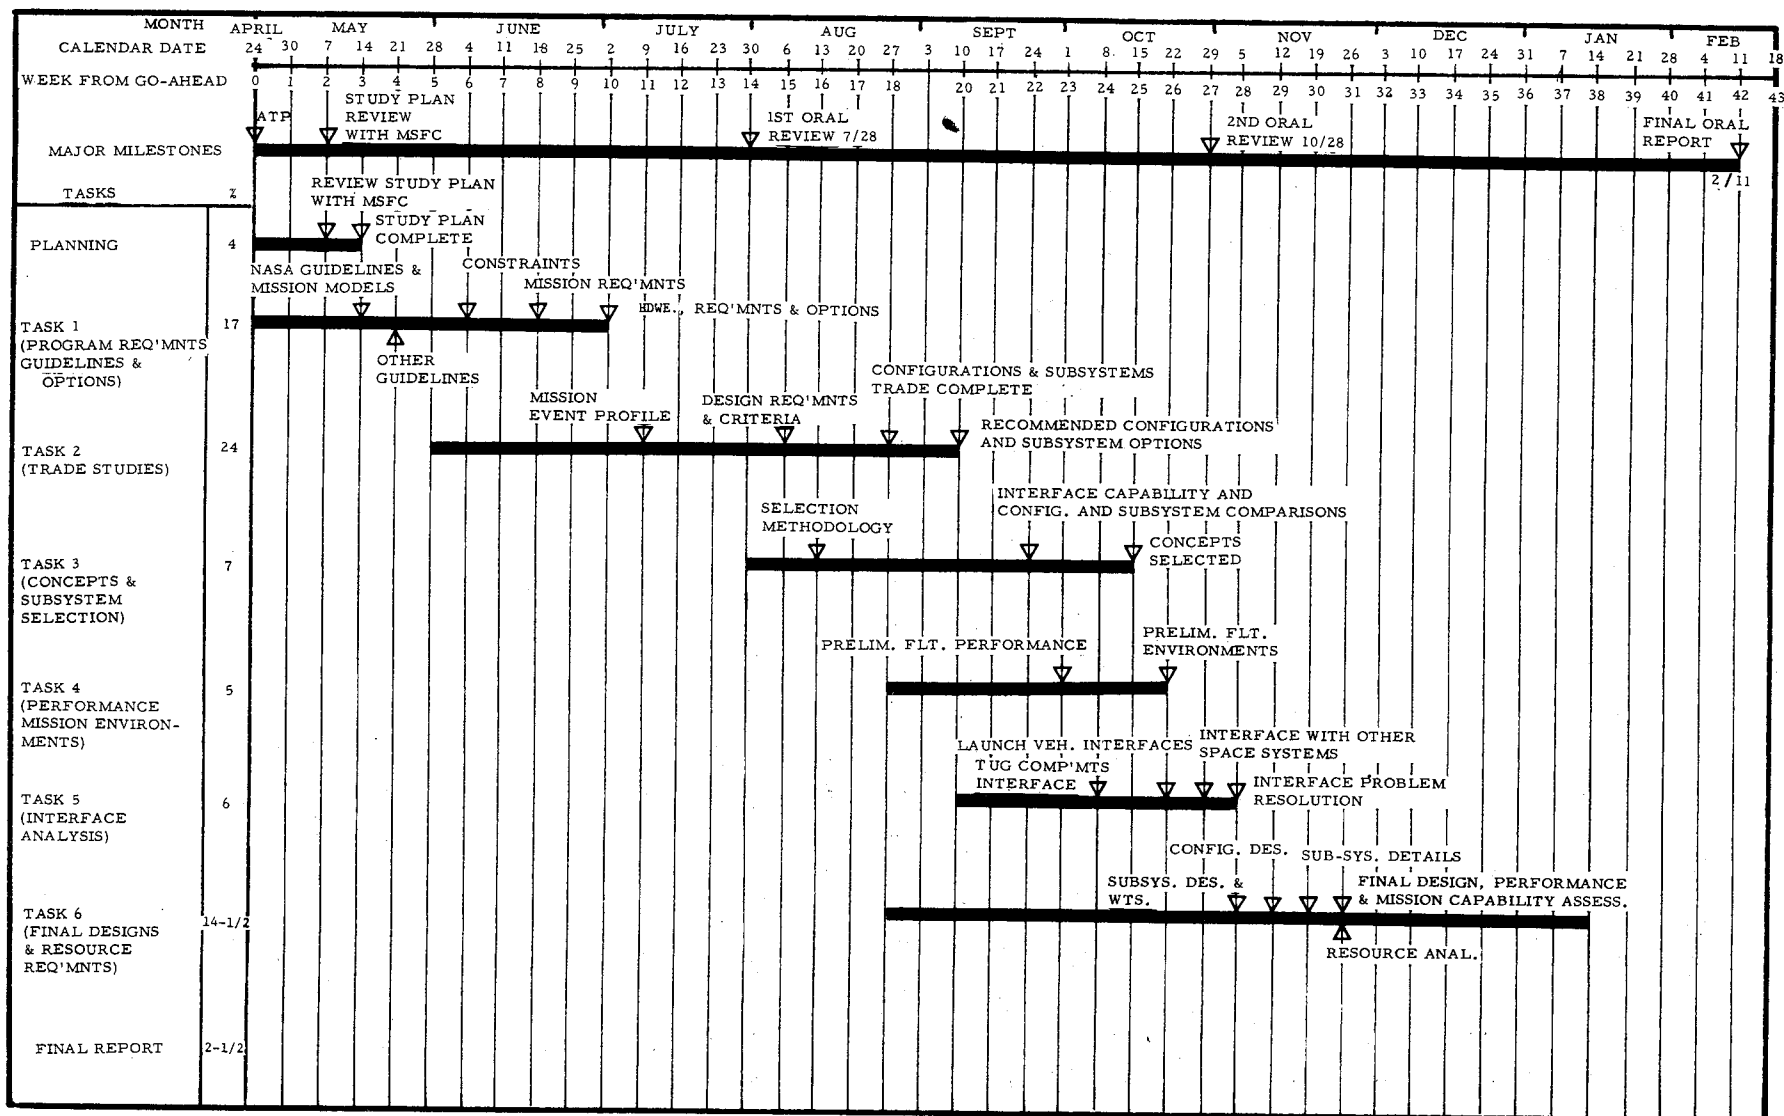 MONTH APRIL MAY JUNE JULY AUG SEPT OCT NOV DEC JAN FEB
CALENDAR DATE 24 30 7 14 21 28 4 11 18 25 2 9 16 23 30 6 13 20 27 3 10 17 24 1 8 15 22 29 5 12 19 26 3 10 17 24 31 7 14 21 28 4 11 18
WEEK FROM GO-AHEAD 0 1 2 3 4 5 6 7 8 9 10 11 12 13 14 15 16 17 18 20 21 22 23 24 25 26 27 28 29 30 31 32 33 34 35 36 37 38 39 40 41 42 43
ATP
STUDY PLAN
REVIEW
WITH MSFC
1ST ORAL
REVIEW 7/28
2ND ORAL
REVIEW 10/28
FINAL ORAL
REPORT
2/11
MAJOR MILESTONES
TASKS %
REVIEW STUDY PLAN
WITH MSFC
STUDY PLAN
COMPLETE
PLANNING 4
NASA GUIDELINES &
MISSION MODELS
CONSTRAINTS
MISSION REQ'MNTS
HDWE., REQ'MNTS & OPTIONS
TASK 1 17
(PROGRAM REQ'MNTS
GUIDELINES &
OPTIONS)
OTHER
GUIDELINES
MISSION
EVENT PROFILE
DESIGN REQ'MNTS
& CRITERIA
CONFIGURATIONS & SUBSYSTEMS
TRADE COMPLETE
RECOMMENDED CONFIGURATIONS
AND SUBSYSTEM OPTIONS
TASK 2 24
(TRADE STUDIES)
SELECTION
METHODOLOGY
INTERFACE CAPABILITY AND
CONFIG. AND SUBSYSTEM COMPARISONS
CONCEPTS
SELECTED
TASK 3 7
(CONCEPTS &
SUBSYSTEM
SELECTION)
PRELIM. FLT. PERFORMANCE
PRELIM. FLT.
ENVIRONMENTS
TASK 4 5
(PERFORMANCE
MISSION ENVIRON-
MENTS)
LAUNCH VEH. INTERFACES
TUG COMP'MTS
INTERFACE
INTERFACE WITH OTHER
SPACE SYSTEMS
INTERFACE PROBLEM
RESOLUTION
TASK 5 6
(INTERFACE
ANALYSIS)
CONFIG. DES.
SUB-SYS. DETAILS
SUBSYS. DES. &
WTS.
FINAL DESIGN, PERFORMANCE
& MISSION CAPABILITY ASSESS.
TASK 6 14-1/2
(FINAL DESIGNS
& RESOURCE
REQ'MNTS)
RESOURCE ANAL.
FINAL REPORT 2-1/2